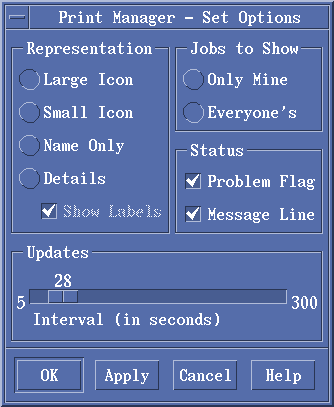 Print Manager - Set Options
Representation
Large Icon
Small Icon
Name Only
Details
Show Labels
Jobs to Show
Only Mine
Everyone's
Status
Problem Flag
Message Line
Updates
28
5 300
Interval (in seconds)
OK Apply Cancel Help